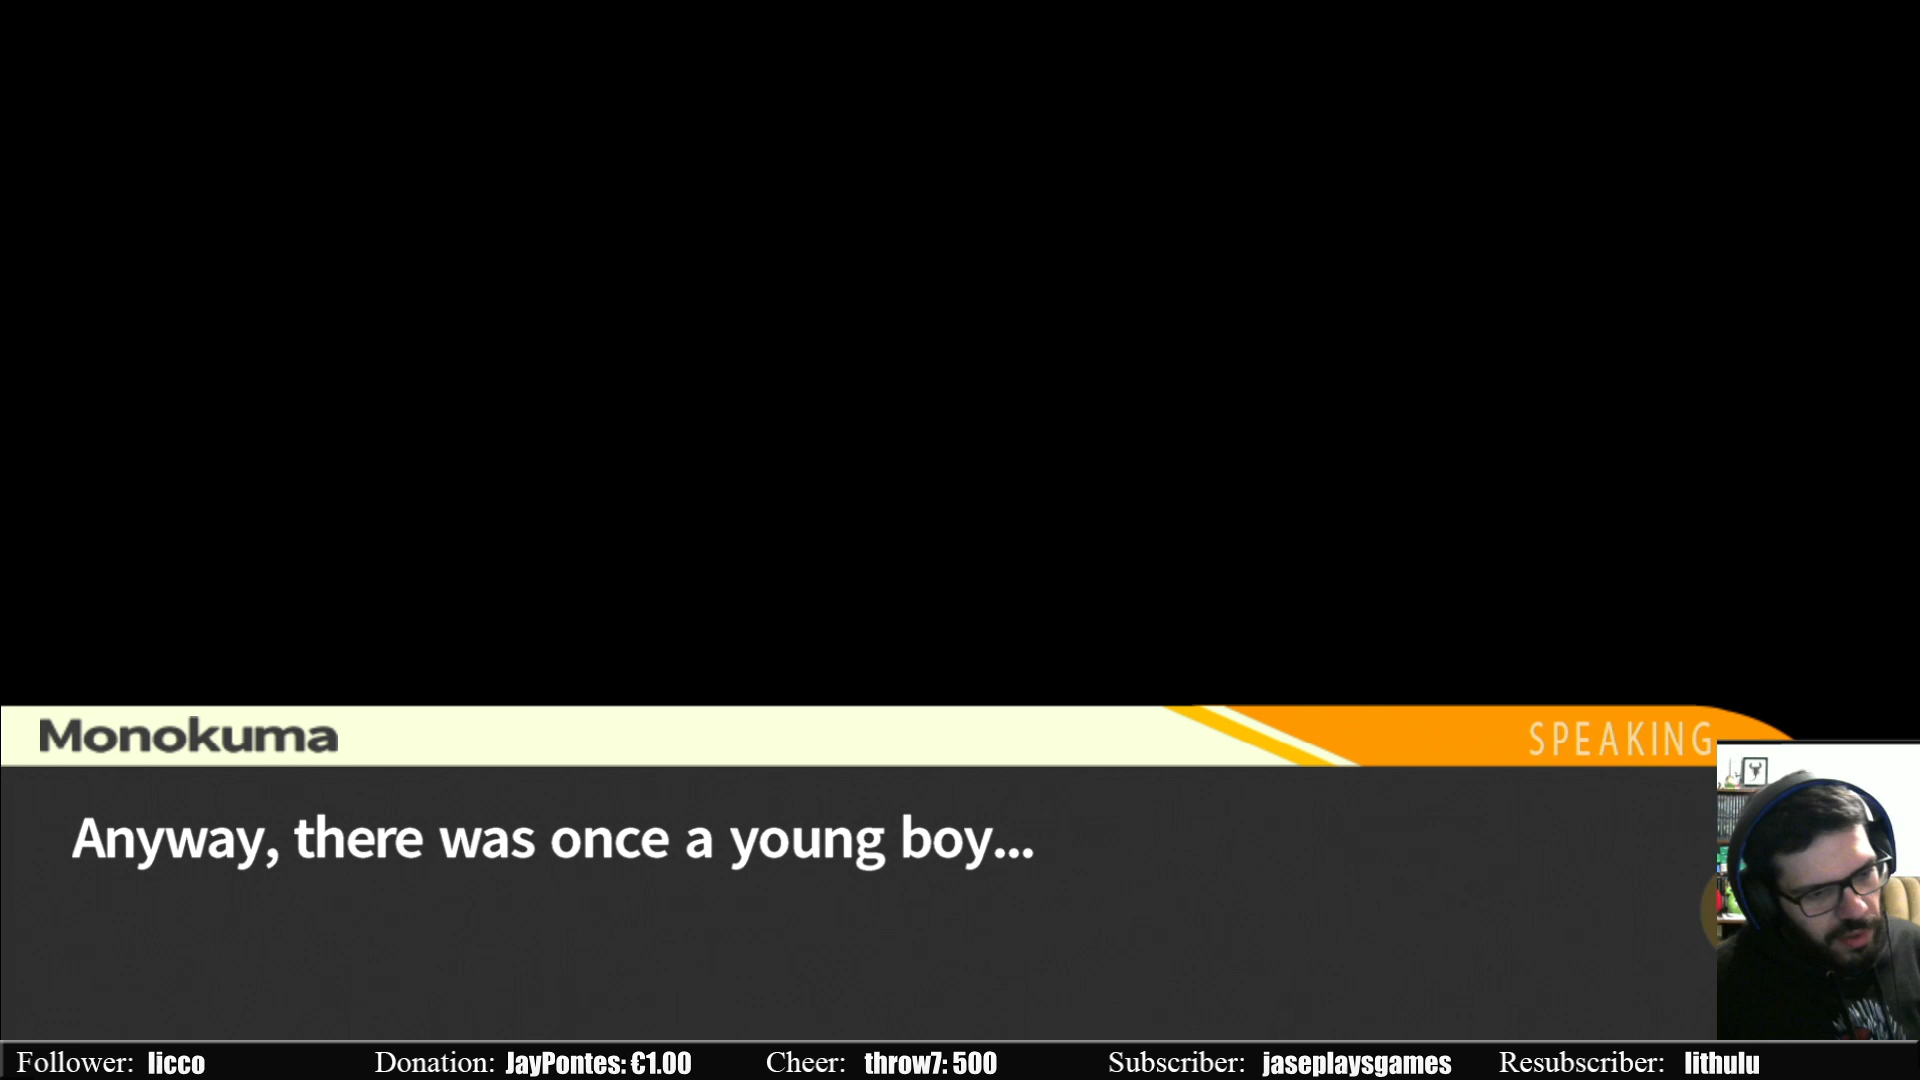 Monokuma
SPEAKING
Anyway, there was once a young boy...
Follower: licco Donation: JayPontes: €1.00 Cheer: throw7: 500 Subscriber: jaseplaysgames Resubscriber: lithulu